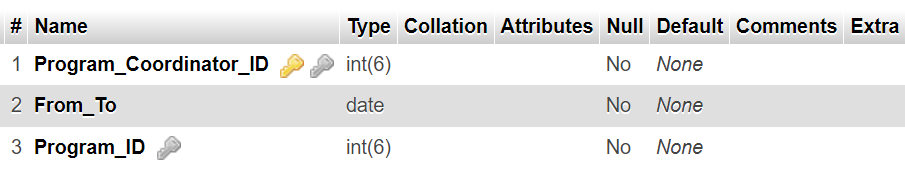 # Name Type Collation Attributes Null Default Comments Extra
1 Program_Coordinator_ID int(6) No None
2 From_To date No None
3 Program_ID int(6) No None